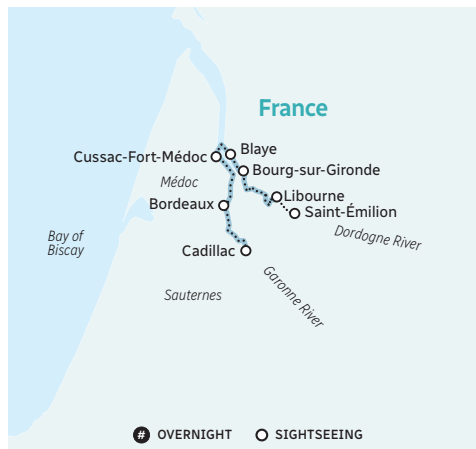 France
Blaye
Cussac-Fort-Médoc
Bourg-sur-Gironde
Médoc
Libourne
Bordeaux
Saint-Émilion
Dordogne River
Bay of
Biscay
Cadillac
Garonne River
Sauternes
# OVERNIGHT
SIGHTSEEING